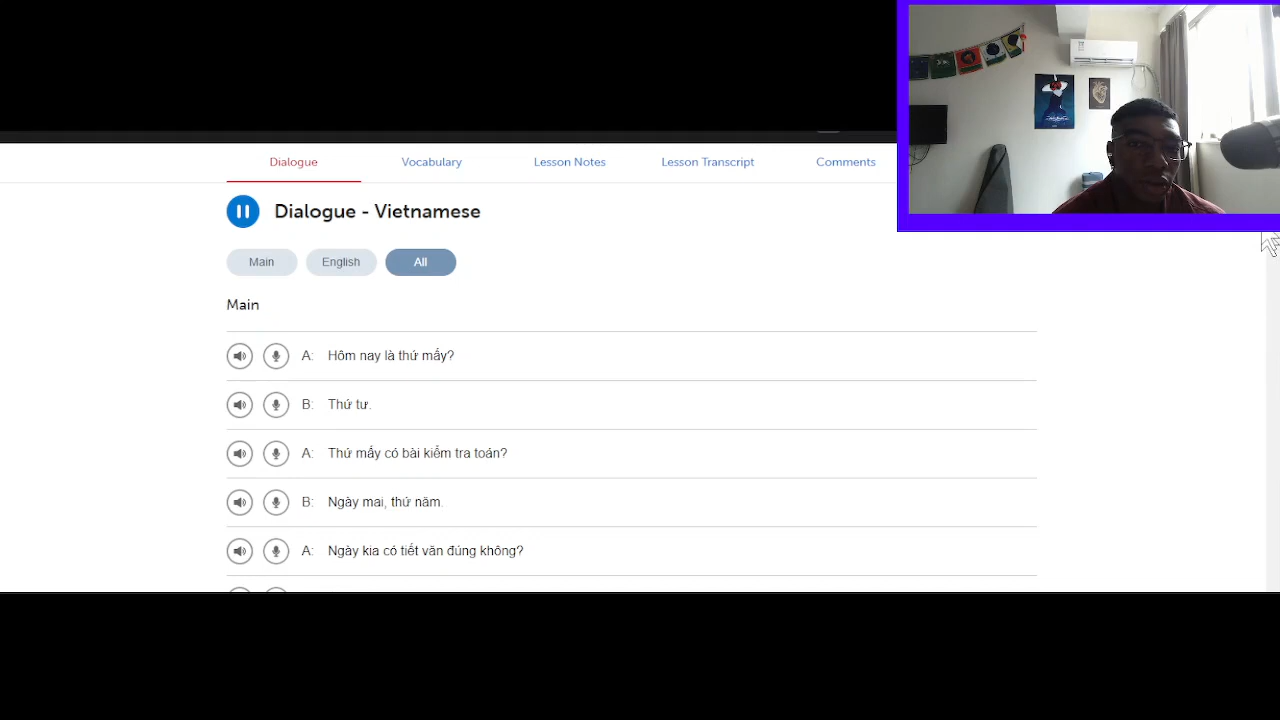 Dialogue
Vocabulary
Lesson Notes
Lesson Transcript
Comments
Dialogue - Vietnamese
Main
English
All
Main
A: Hôm nay là thứ mấy?
B: Thứ tư.
A: Thứ mấy có bài kiểm tra toán?
B: Ngày mai, thứ năm.
A: Ngày kia có tiết văn đúng không?